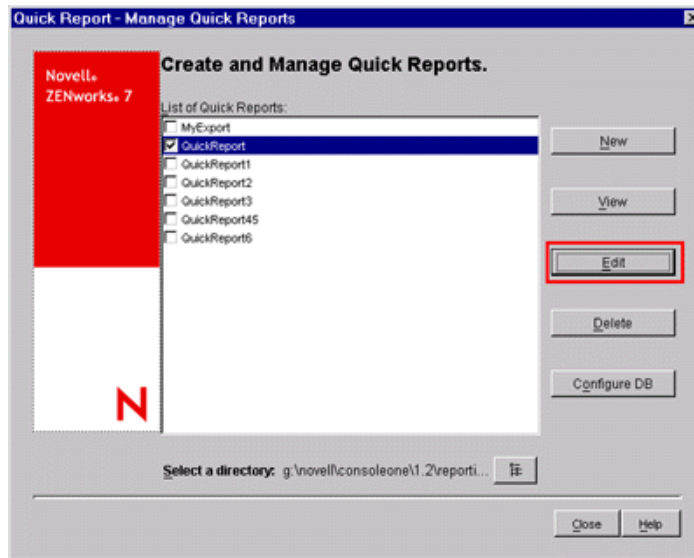 Quick Report - Manage Quick Reports
Novell®
ZENworks® 7
Create and Manage Quick Reports.
List of Quick Reports:
MyExport
QuickReport
QuickReport1
QuickReport2
QuickReport3
QuickReport45
QuickReport6
New
View
Edit
Delete
Configure DB
N
Select a directory: g:\novell\consoleone\1.2\reporti...
Close
Help